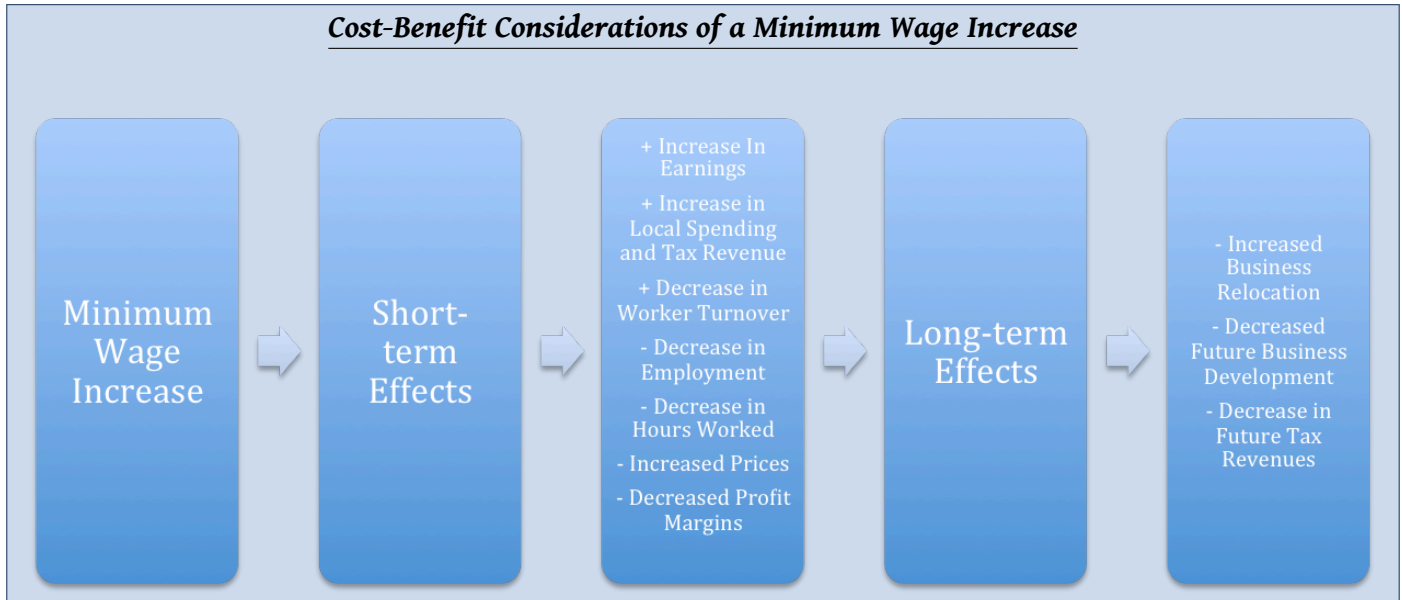 Cost-Benefit Considerations of a Minimum Wage Increase
Minimum
Wage
Increase
Short-
term
Effects
+ Increase In
Earnings
+ Increase in
Local Spending
and Tax Revenue
+ Decrease in
Worker Turnover
- Decrease in
Employment
- Decrease in
Hours Worked
- Increased Prices
- Decreased Profit
Margins
Long-term
Effects
- Increased
Business
Relocation
- Decreased
Future Business
Development
- Decrease in
Future Tax
Revenues